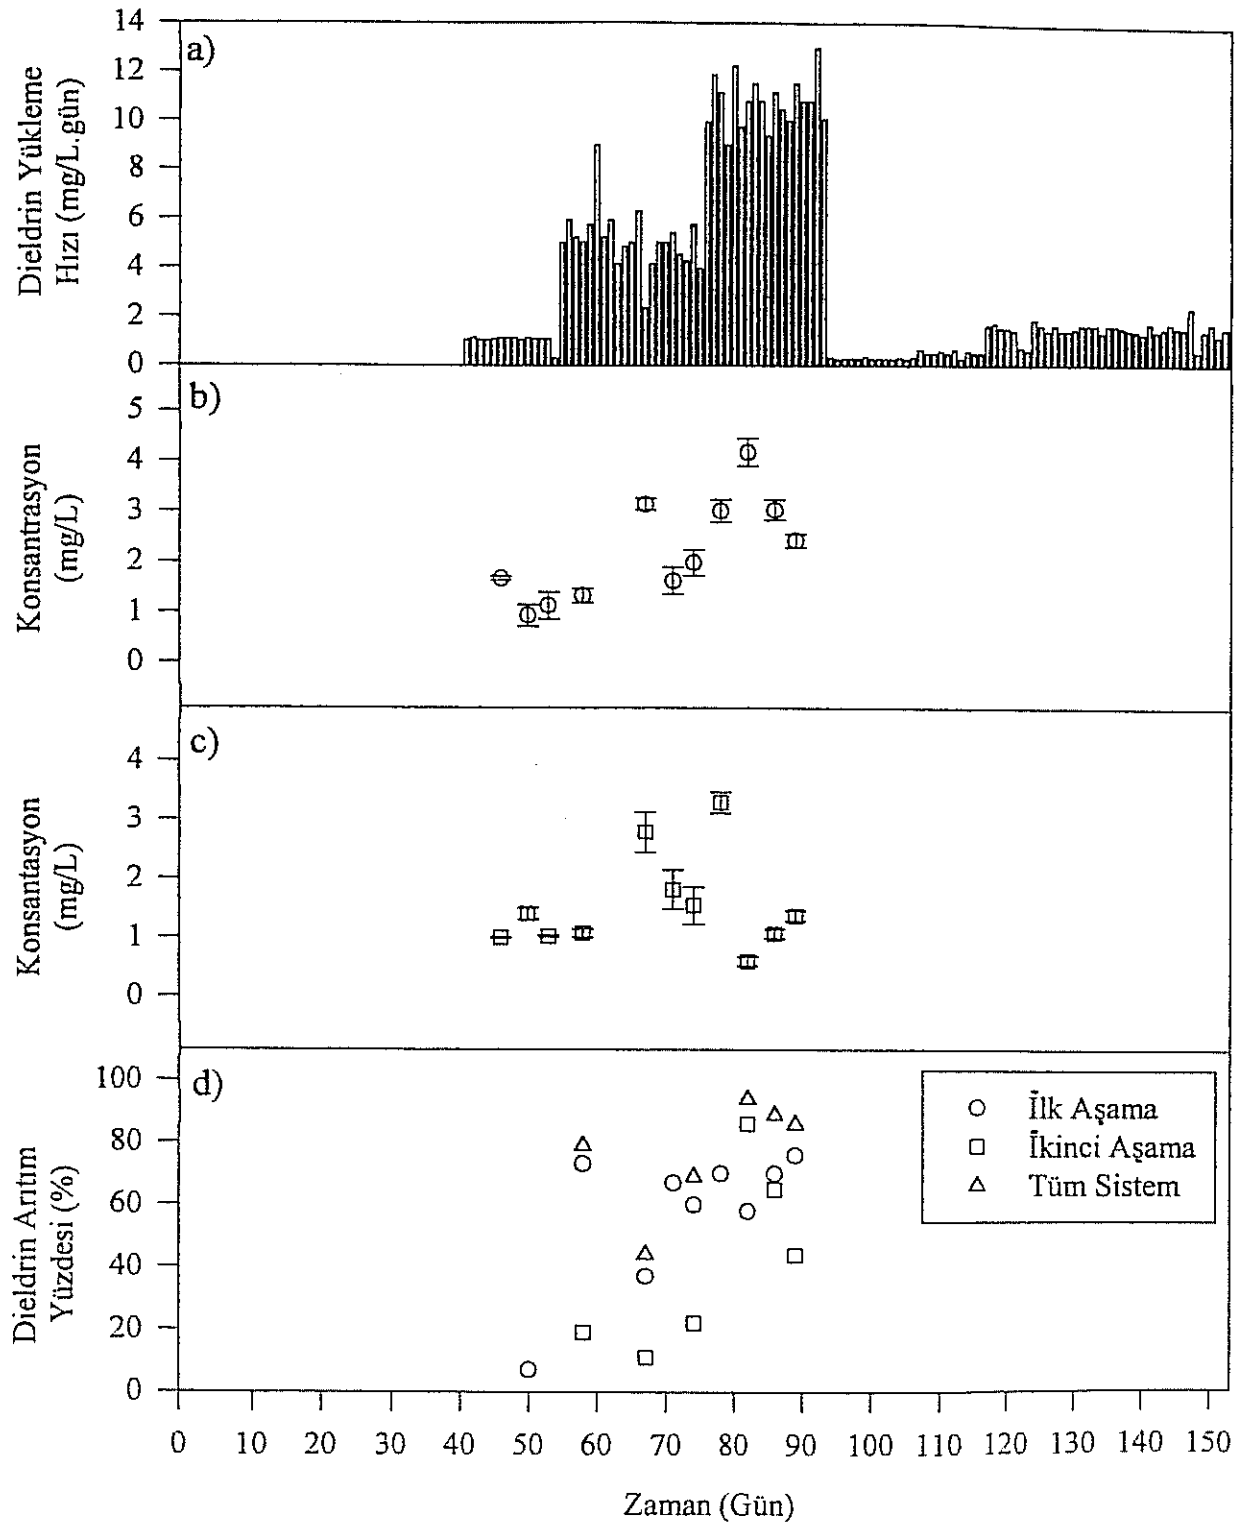 a)
Dieldrin Yükleme
Hızı (mg/L.gün)
14
12
10
8
6
4
2
0
b)
Konsantrasyon
(mg/L)
5
4
3
2
1
0
c)
Konsantasyon
(mg/L)
4
3
2
1
0
d)
Dieldrin Arıtım
Yüzdesi (%)
100
80
60
40
20
0
İlk Aşama
İkinci Aşama
Tüm Sistem
0 10 20 30 40 50 60 70 80 90 100 110 120 130 140 150
Zaman (Gün)